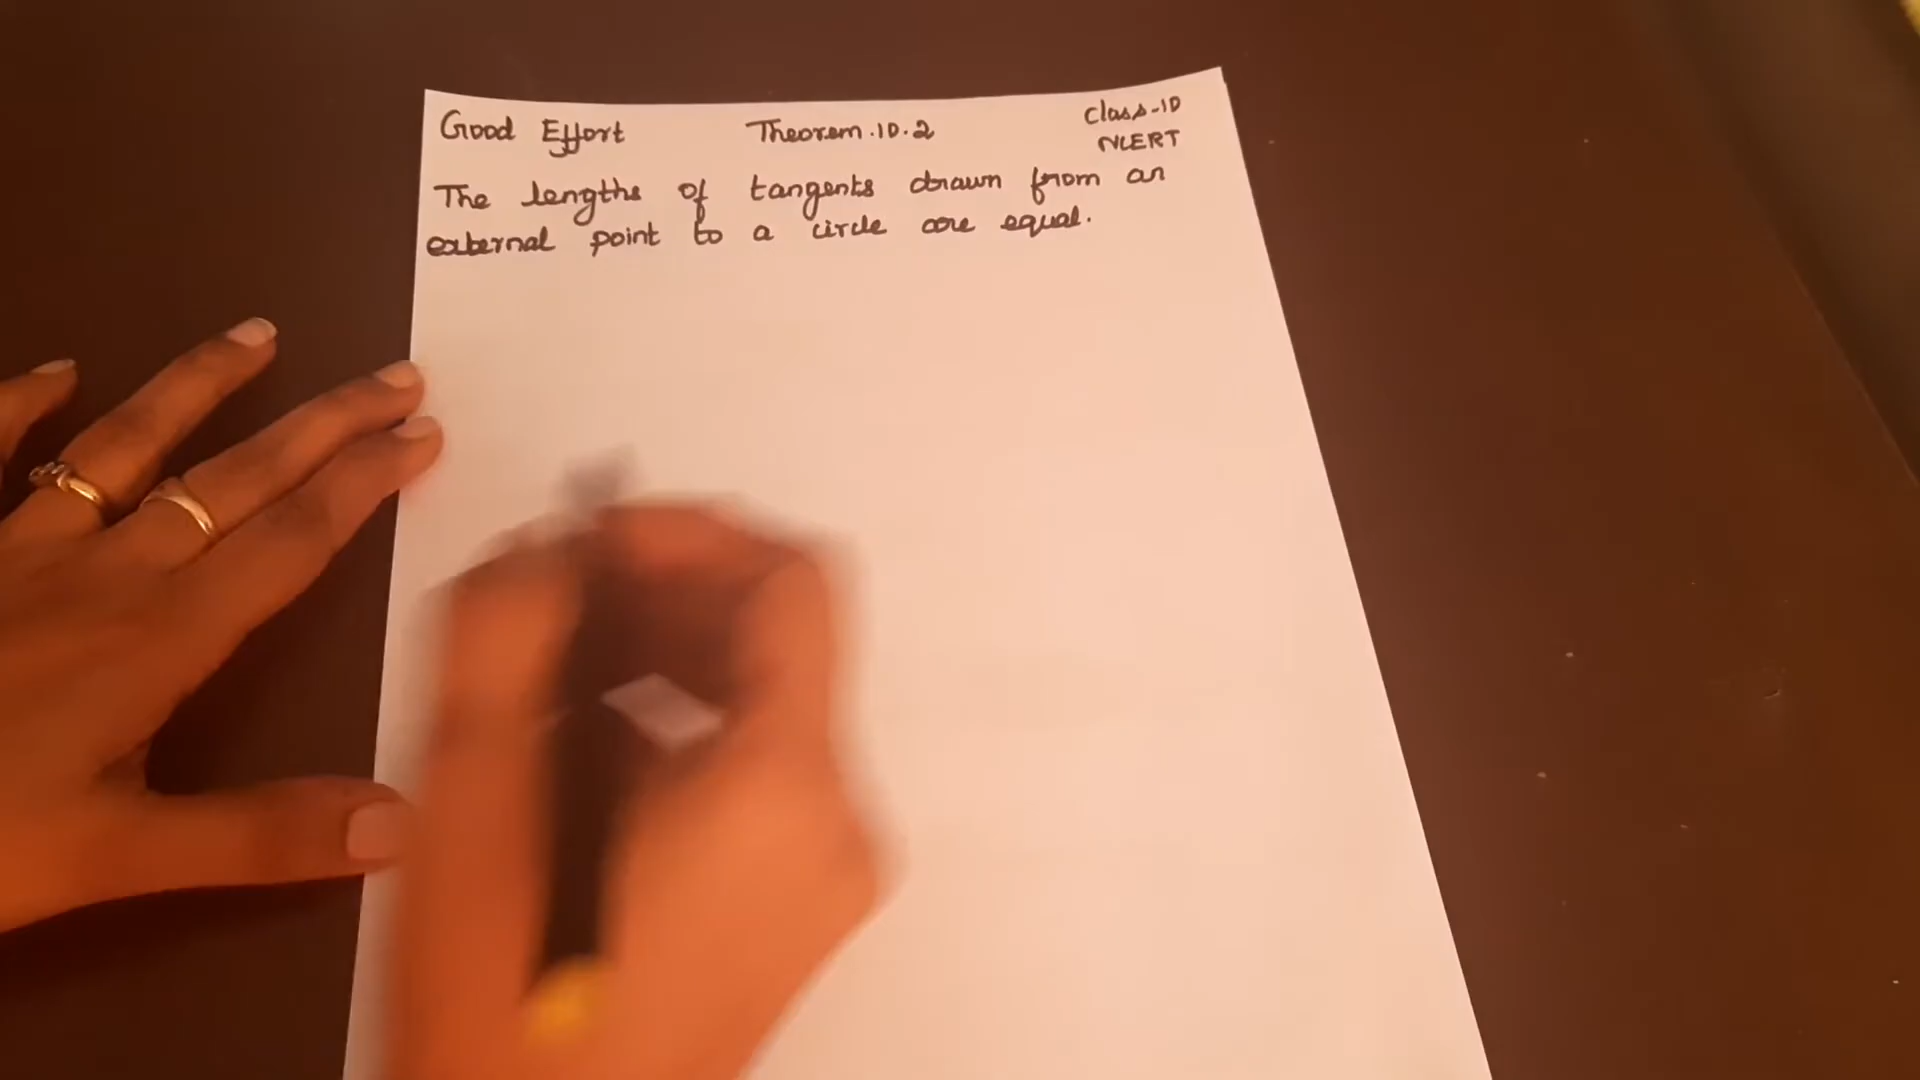 Good Effort Theorem.10.2 Class-10
NCERT
The lengths of tangents drawn from an
external point to a circle are equal.